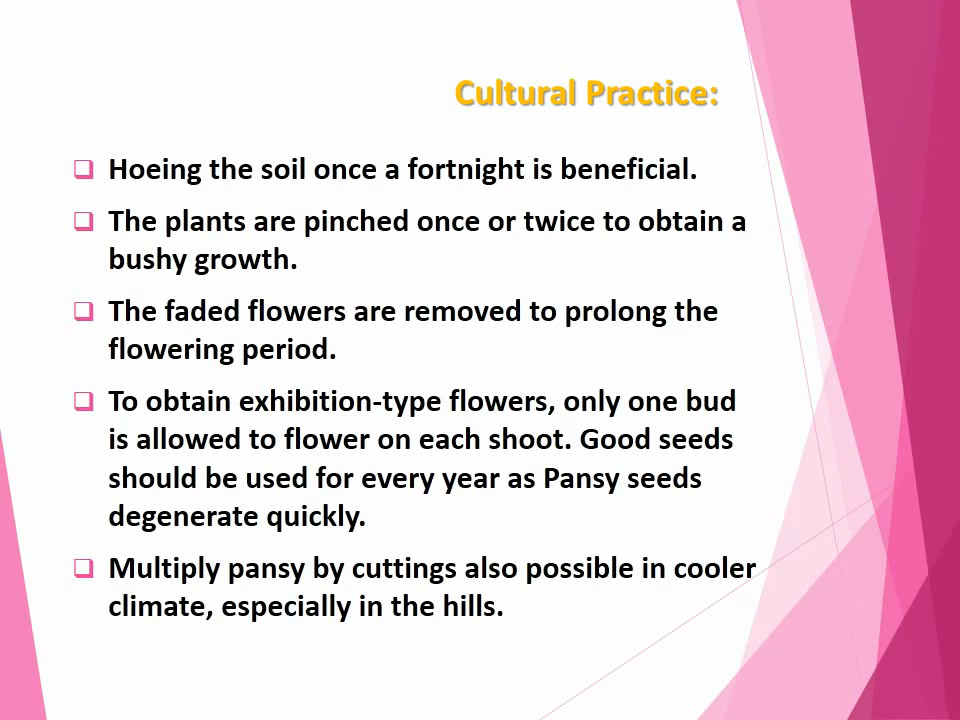 Cultural Practice:
Hoeing the soil once a fortnight is beneficial.
The plants are pinched once or twice to obtain a
bushy growth.
The faded flowers are removed to prolong the
flowering period.
To obtain exhibition-type flowers, only one bud
is allowed to flower on each shoot. Good seeds
should be used for every year as Pansy seeds
degenerate quickly.
Multiply pansy by cuttings also possible in cooler
climate, especially in the hills.